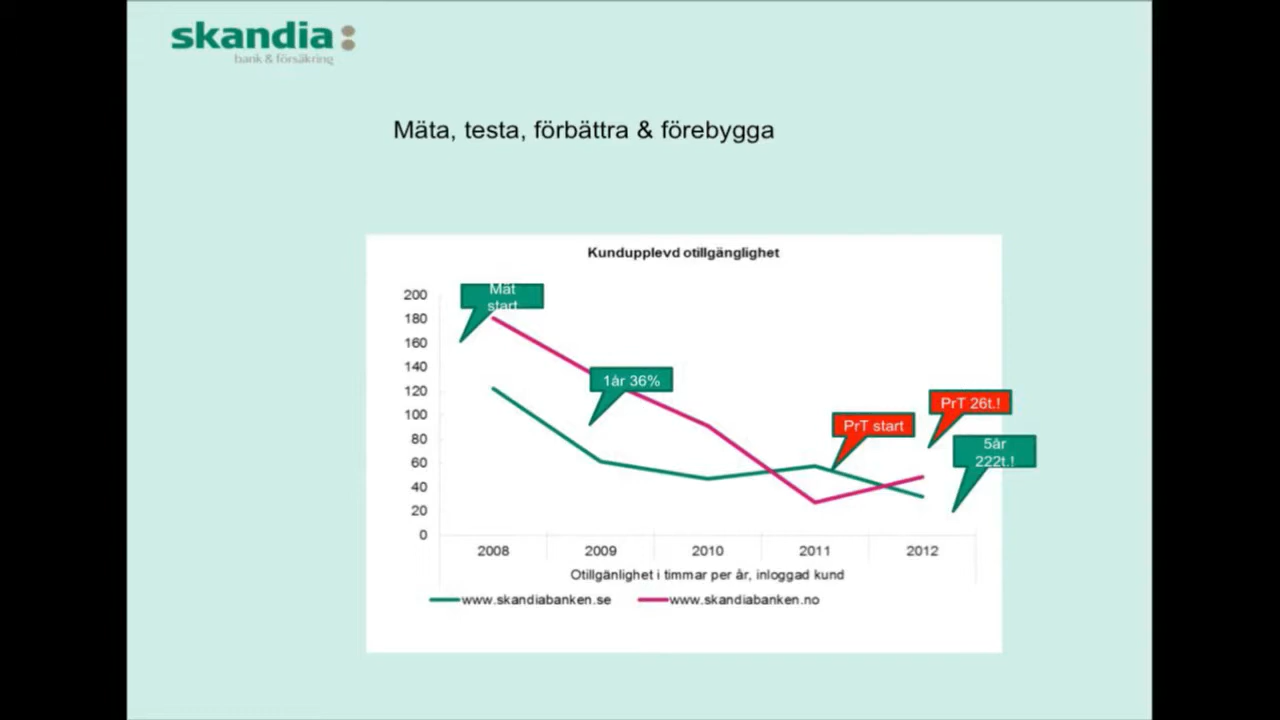 skandia
bank & försäkring
Mäta, testa, förbättra & förebygga
Kundupplevd otillgänglighet
200
180
160
140
120
100
80
60
40
20
0
Mät
start
1år 36%
PrT start
PrT 26t.!
5år
222t.!
2008 2009 2010 2011 2012
Otillgänlighet i timmar per år, inloggad kund
www.skandiabanken.se www.skandiabanken.no